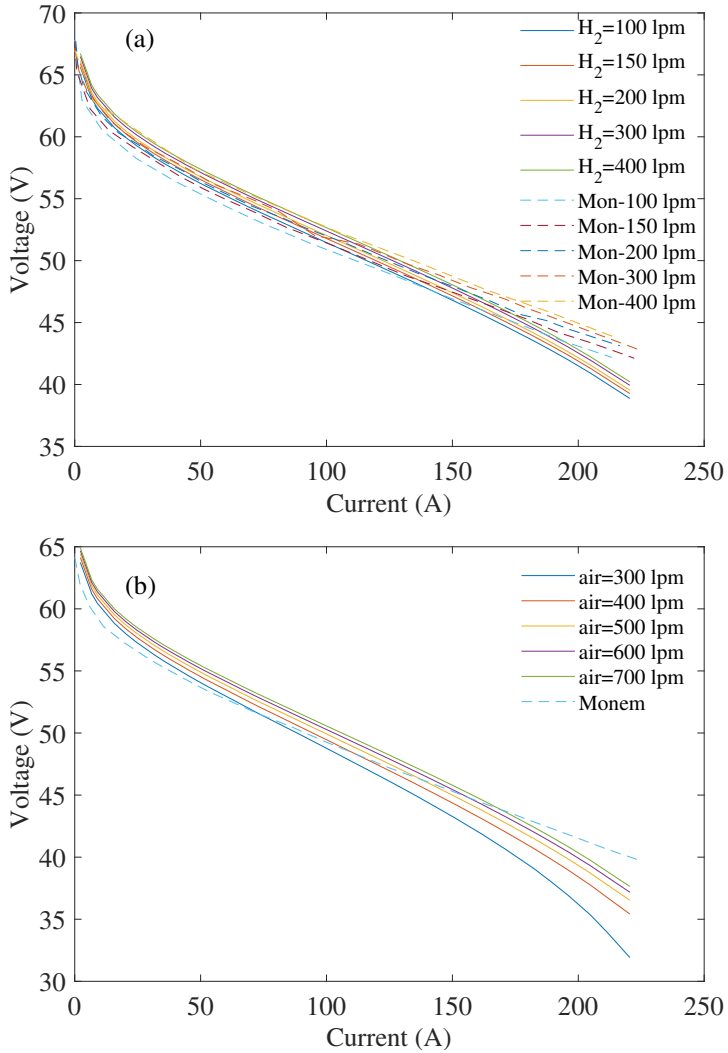 70
65
60
55
50
45
40
35
Voltage (V)
(a)
H2=100 lpm
H2=150 lpm
H2=200 lpm
H2=300 lpm
H2=400 lpm
Mon-100 lpm
Mon-150 lpm
Mon-200 lpm
Mon-300 lpm
Mon-400 lpm
0 50 100 150 200 250
Current (A)
65
60
55
50
45
40
35
30
Voltage (V)
(b)
air=300 lpm
air=400 lpm
air=500 lpm
air=600 lpm
air=700 lpm
Monem
0 50 100 150 200 250
Current (A)